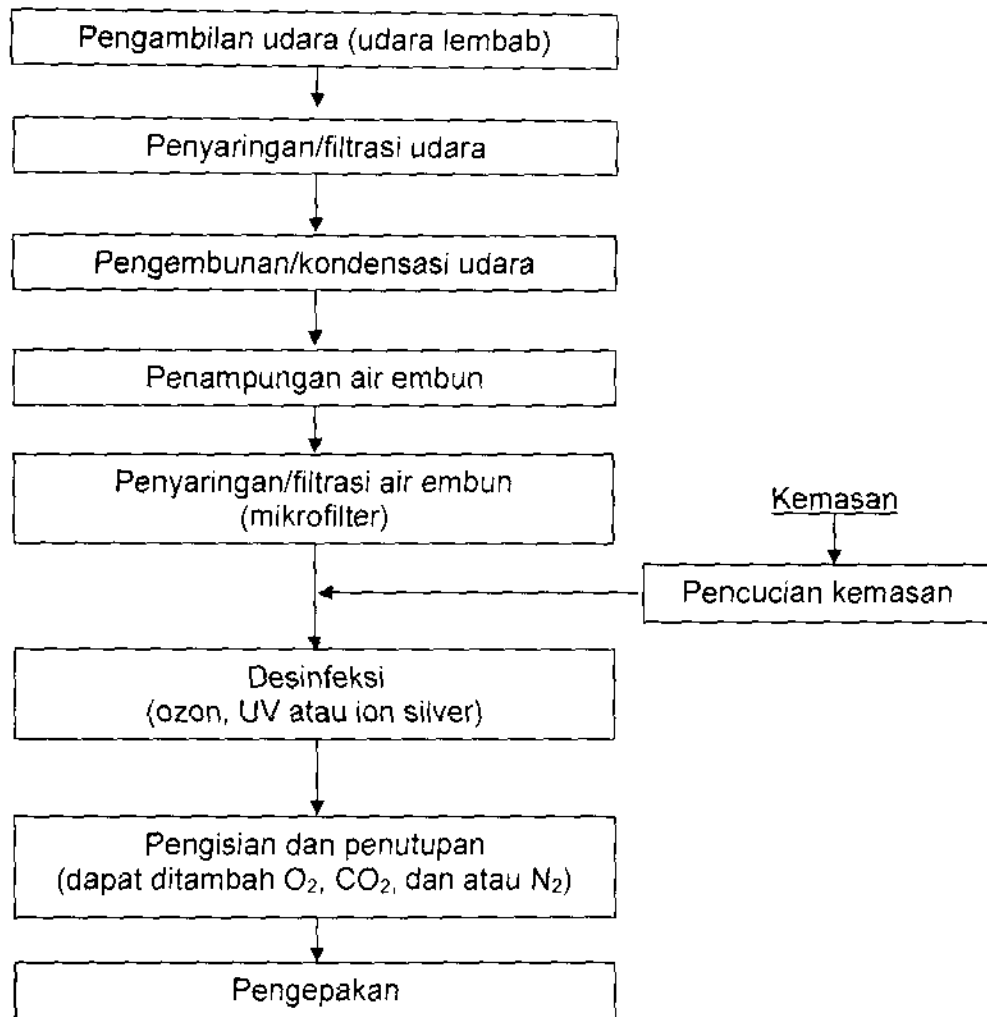 Pengambilan udara (udara lembab)
Penyaringan/filtrasi udara
Pengembunan/kondensasi udara
Penampungan air embun
Penyaringan/filtrasi air embun
(mikrofilter)
Kemasan
Pencucian kemasan
Desinfeksi
(ozon, UV atau ion silver)
Pengisian dan penutupan
(dapat ditambah O₂, CO₂, dan atau N₂)
Pengepakan